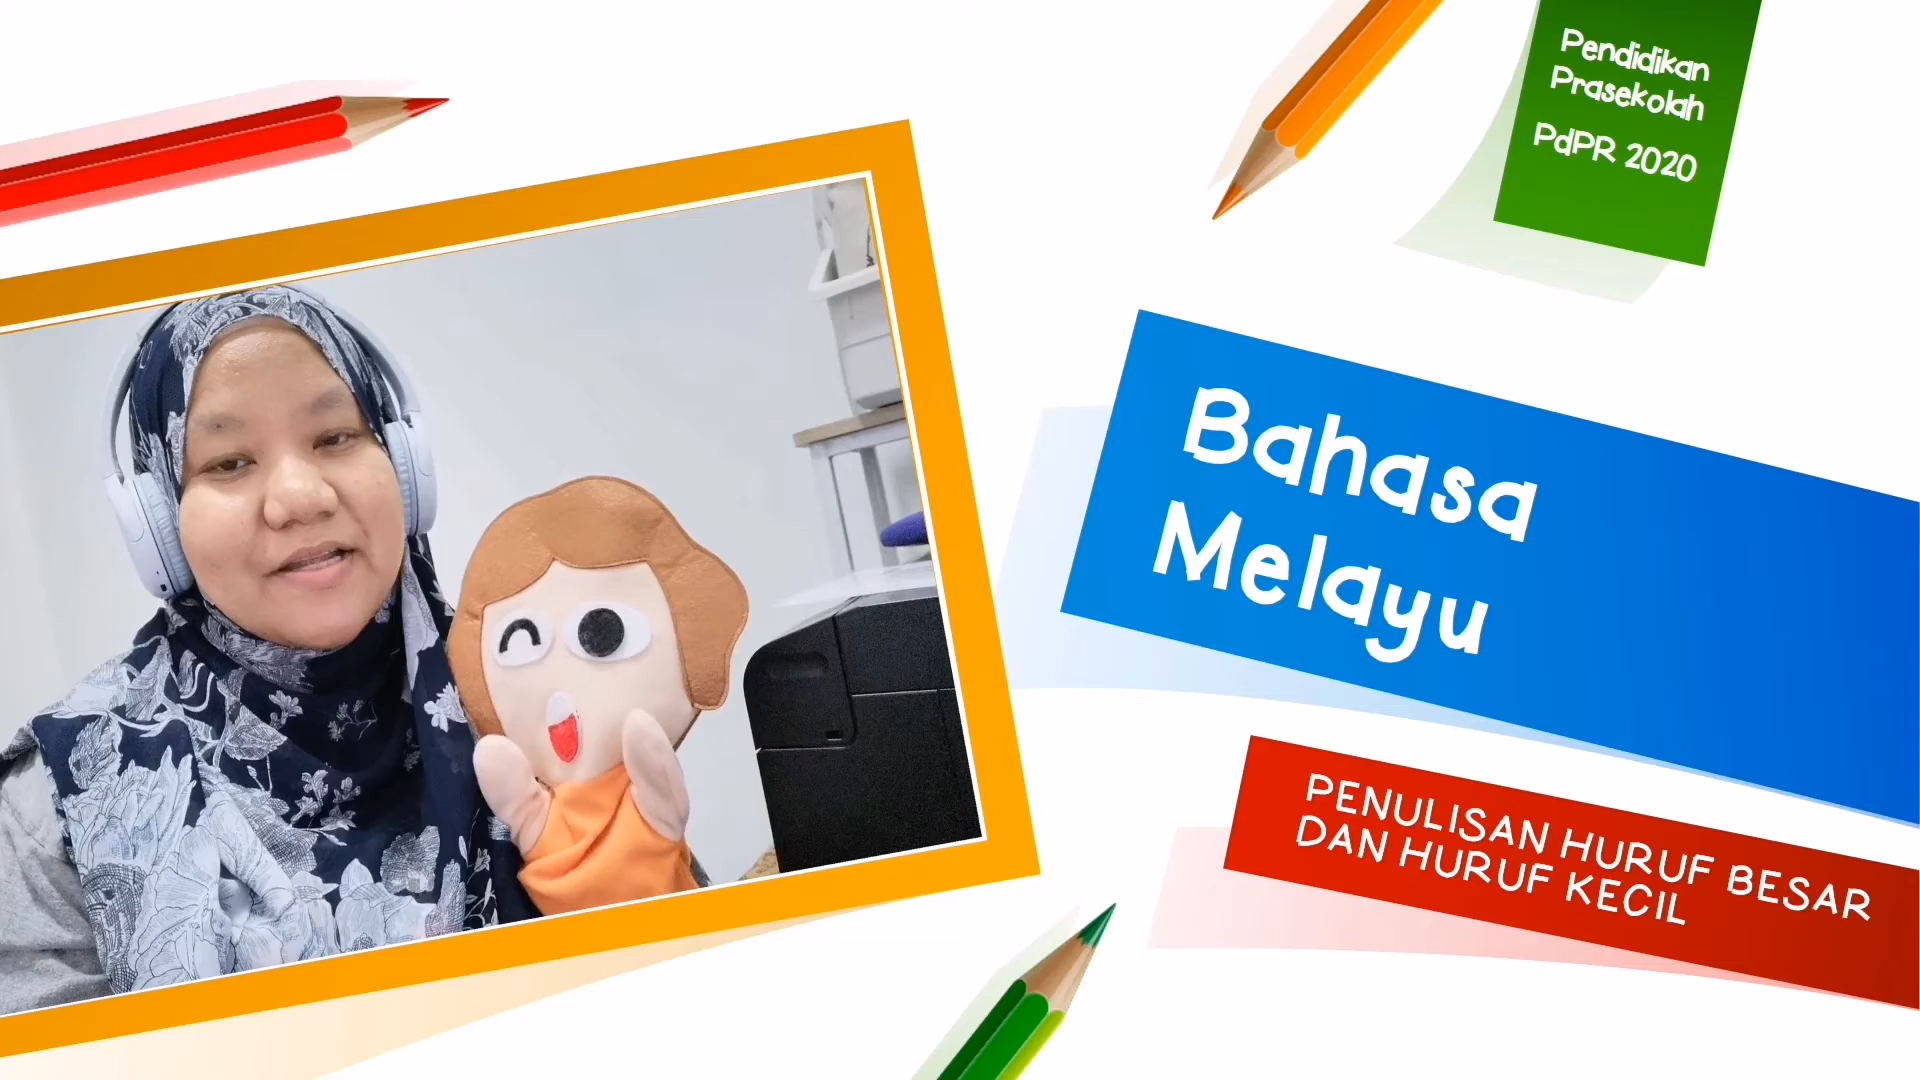 Pendidikan
Prasekolah
PdPR 2020
Bahasa
Melayu
PENULISAN HURUF BESAR
DAN HURUF KECIL